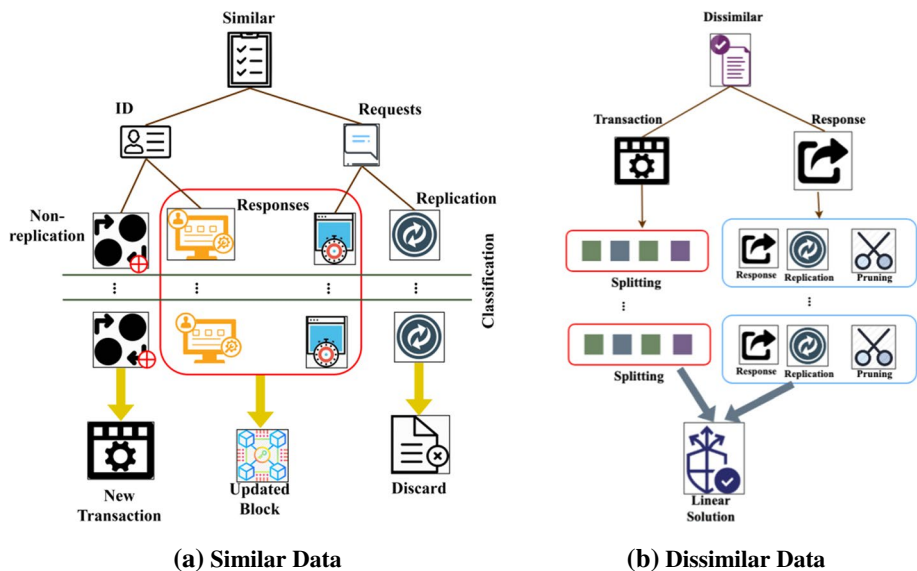 Similar
ID
Requests
Non-
replication
Responses
Replication
Classification
New
Transaction
Updated
Block
Discard
(a) Similar Data
Dissimilar
Transaction
Response
Response
Replication
Pruning
Splitting
Response
Replication
Pruning
Splitting
Linear
Solution
(b) Dissimilar Data